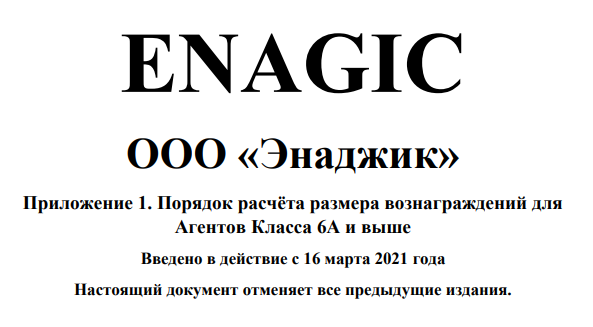 ENAGIC
ООО «Энаджик»
Приложение 1. Порядок расчёта размера вознаграждений для
Агентов Класса 6А и выше
Введено в действие с 16 марта 2021 года
Настоящий документ отменяет все предыдущие издания.